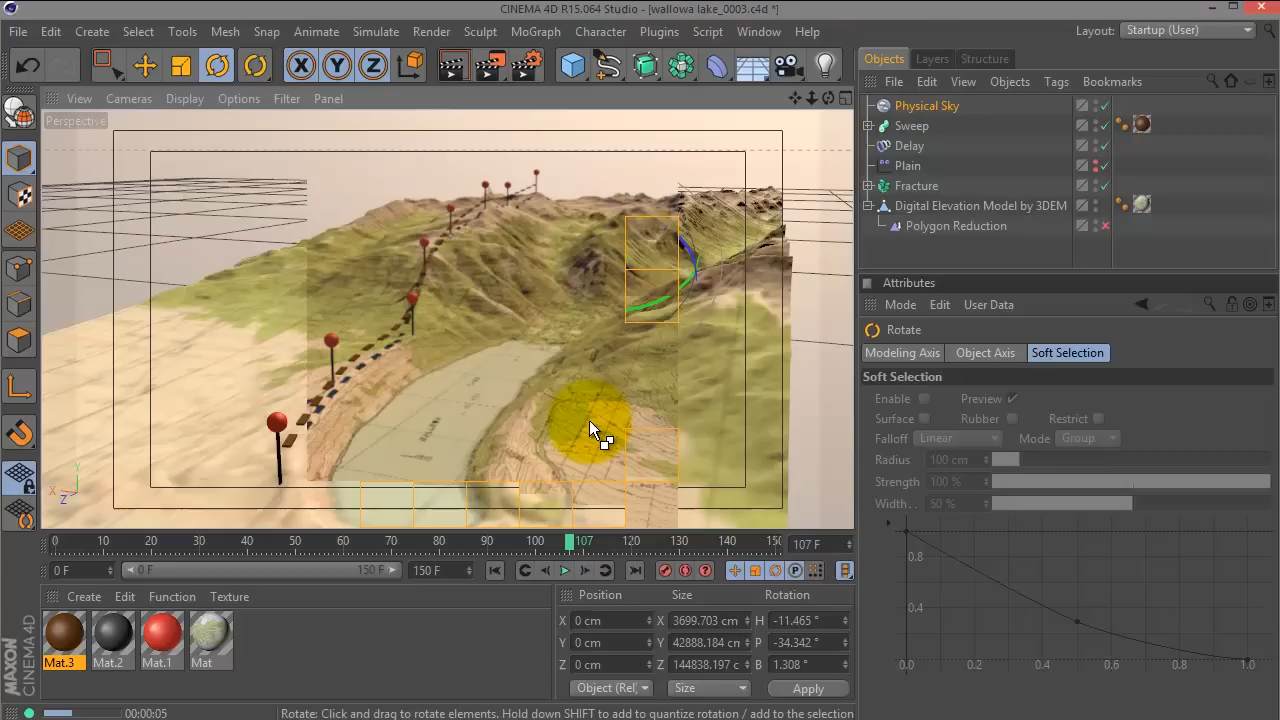 CINEMA 4D R15.064 Studio - [wallowa lake_0003.c4d *]
File Edit Create Select Tools Mesh Snap Animate Simulate Render Sculpt MoGraph Character Plugins Script Window Help Layout: Startup (User)
X Y Z
Objects Layers Structure
File Edit View Objects Tags Bookmarks
View Cameras Display Options Filter Panel
Perspective
Physical Sky
Sweep
Delay
Plain
Fracture
Digital Elevation Model by 3DEM
Polygon Reduction
Attributes
Mode Edit User Data
Rotate
Modeling Axis Object Axis Soft Selection
Soft Selection
Enable Preview
Surface Rubber Restrict
Falloff Linear Mode Group
Radius 100 cm
Strength 100 %
Width. . 50 %
0.8
0.4
0.0 0.2 0.4 0.6 0.8 1.0
Y
X
Z
0 10 20 30 40 50 60 70 80 90 100 107 120 130 140 150 107 F
0 F 0 F 150 F 150 F P
Create Edit Function Texture
Mat.3 Mat.2 Mat.1 Mat
Position Size Rotation
X 0 cm X 3699.703 cm H -11.465 °
Y 0 cm Y 42888.184 cm P -34.342 °
Z 0 cm Z 144838.197 c B 1.308 °
Object (Rel) Size Apply
MAXON
CINEMA 4D
00:00:05 Rotate: Click and drag to rotate elements. Hold down SHIFT to add to quantize rotation / add to the selection